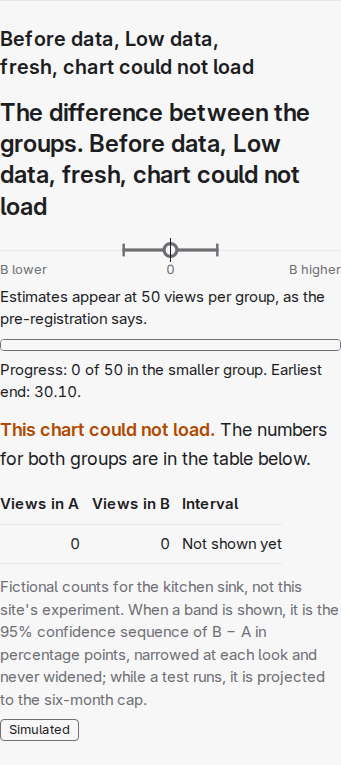 Before data, Low data,
fresh, chart could not load
The difference between the
groups. Before data, Low
data, fresh, chart could not
load
B lower 0 B higher
Estimates appear at 50 views per group, as the
pre-registration says.
Progress: 0 of 50 in the smaller group. Earliest
end: 30.10.
This chart could not load. The numbers
for both groups are in the table below.
Views in A Views in B Interval
0 0 Not shown yet
Fictional counts for the kitchen sink, not this
site's experiment. When a band is shown, it is the
95% confidence sequence of B − A in
percentage points, narrowed at each look and
never widened; while a test runs, it is projected
to the six-month cap.
Simulated